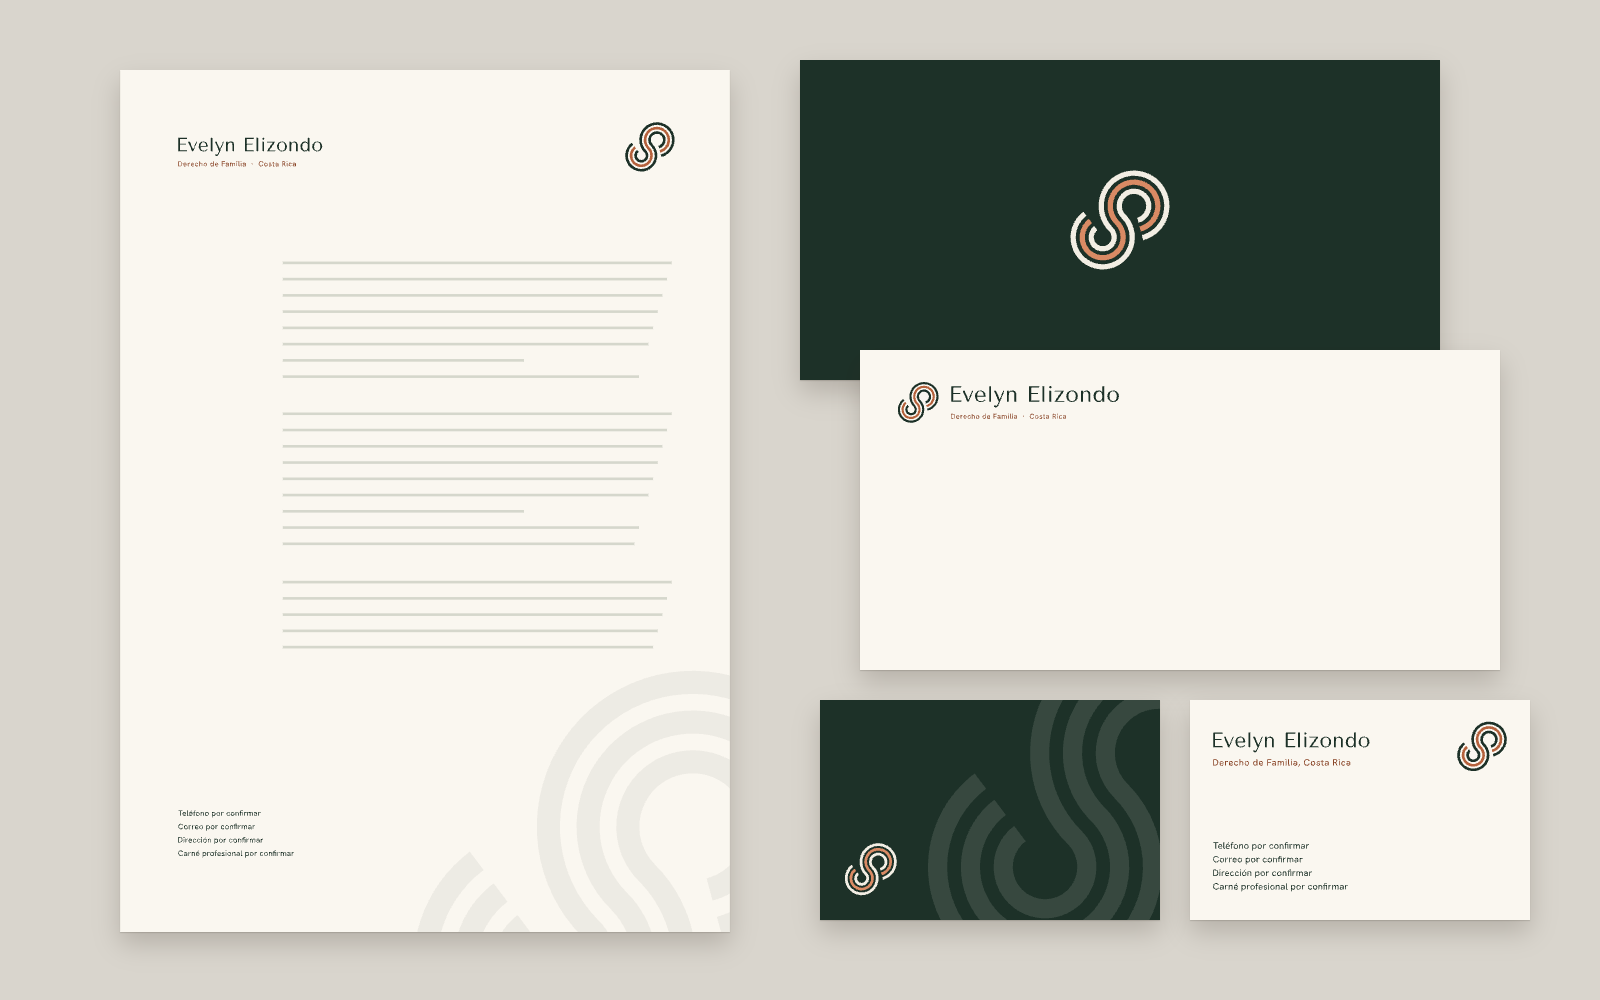 Evelyn Elizondo
Derecho de Familia · Costa Rica
Teléfono por confirmar
Correo por confirmar
Dirección por confirmar
Carné profesional por confirmar
Evelyn Elizondo
Derecho de Familia · Costa Rica
Evelyn Elizondo
Derecho de Familia, Costa Rica
Teléfono por confirmar
Correo por confirmar
Dirección por confirmar
Carné profesional por confirmar